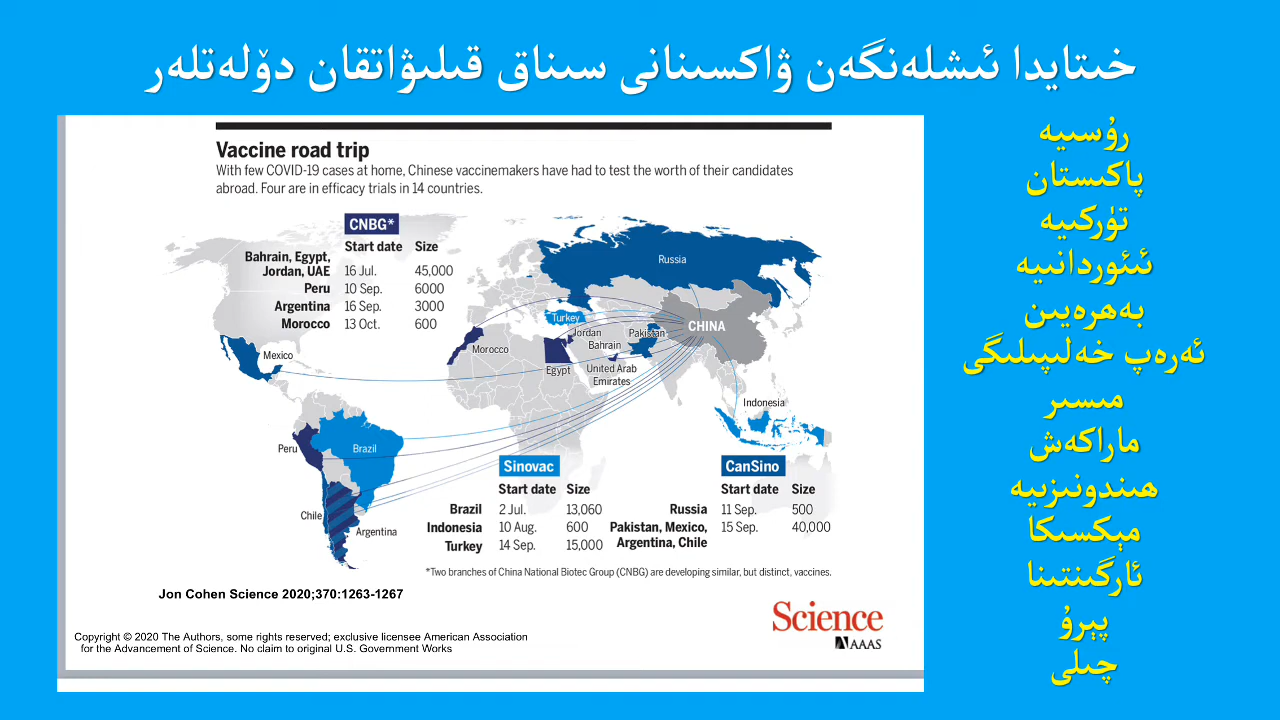 خىتايدا ئىشلەنگەن ۋاكسىنانى سىناق قىلىۋاتقان دۆلەتلەر
Vaccine road trip
With few COVID-19 cases at home, Chinese vaccinemakers have had to test the worth of their candidates
abroad. Four are in efficacy trials in 14 countries.
CNBG*
Start date Size
Bahrain, Egypt,
Jordan, UAE 16 Jul. 45,000
Peru 10 Sep. 6000
Argentina 16 Sep. 3000
Morocco 13 Oct. 600
Russia
Turkey
CHINA
Jordan
Pakistan
Bahrain
Morocco
Mexico
Egypt
United Arab
Emirates
Indonesia
Peru
Brazil
Chile
Argentina
Sinovac
Start date Size
Brazil 2 Jul. 13,060
Indonesia 10 Aug. 600
Turkey 14 Sep. 15,000
CanSino
Start date Size
Russia 11 Sep. 500
Pakistan, Mexico, 15 Sep. 40,000
Argentina, Chile
*Two branches of China National Biotec Group (CNBG) are developing similar, but distinct, vaccines.
Jon Cohen Science 2020;370:1263-1267
Copyright © 2020 The Authors, some rights reserved; exclusive licensee American Association
for the Advancement of Science. No claim to original U.S. Government Works
Science
AAAS
رۇسىيە
پاكىستان
تۈركىيە
ئىئوردانىيە
بەھرەيىن
ئەرەپ خەلىپىلىگى
مىسىر
ماراكەش
ھىندونىزىيە
مېكسىكا
ئارگىنتىنا
پېرۇ
چىلى